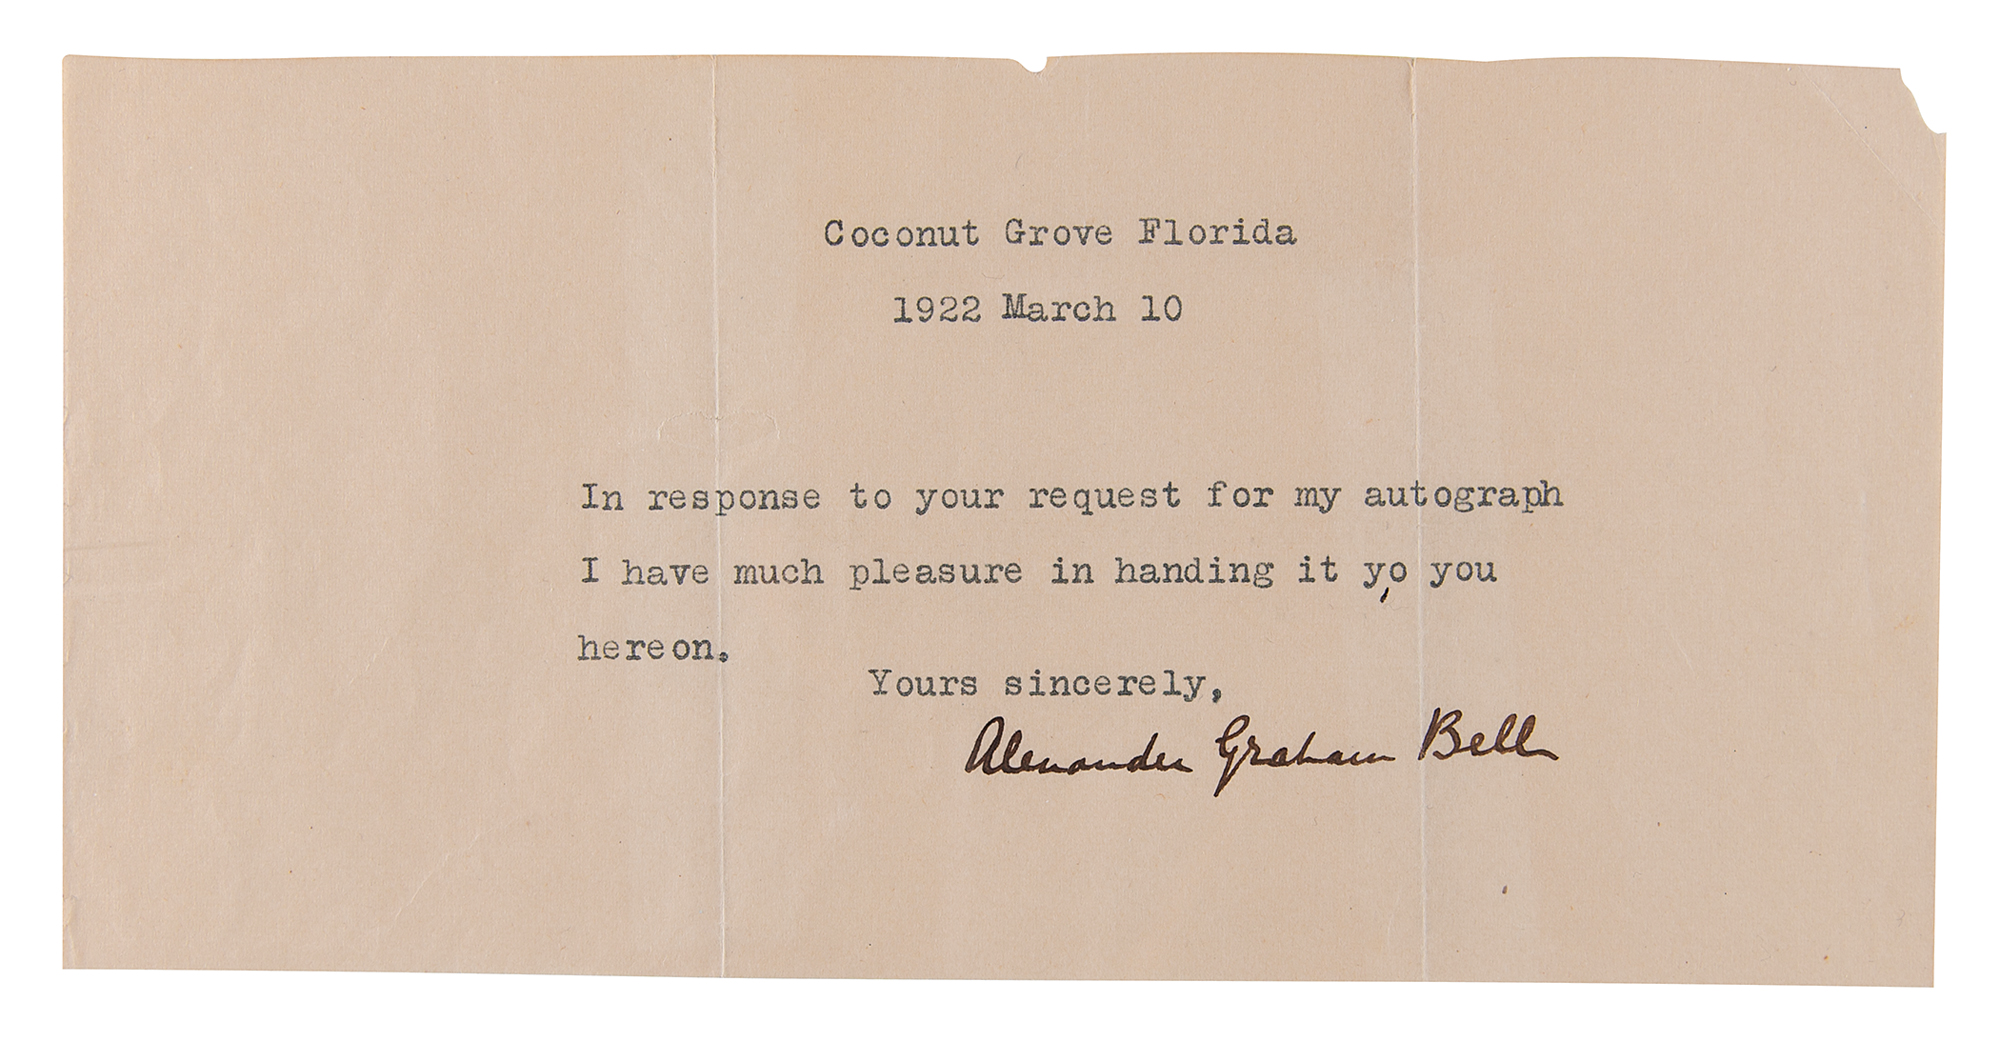 Coconut Grove Florida
1922 March 10
In response to your request for my autograph
I have much pleasure in handing it yo you
hereon.
Yours sincerely,
Alexander Graham Bell